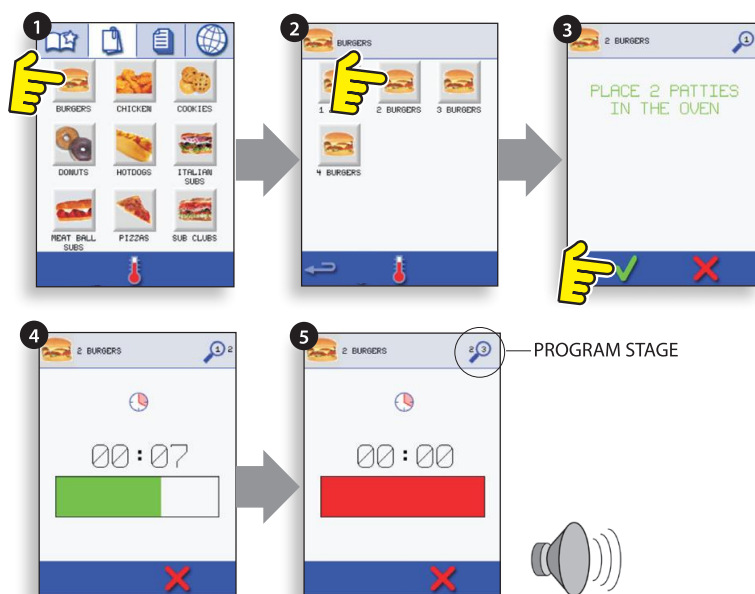 1
BURGERS CHICKEN COOKIES
DONUTS HOTDOGS ITALIAN
SUBS
MEAT BALL PIZZAS SUB CLUBS
SUBS
2
BURGERS
2 BURGERS 3 BURGERS
4 BURGERS
3
2 BURGERS 1
PLACE 2 PATTIES
IN THE OVEN
4
2 BURGERS 1 2
00:07
5
2 BURGERS 2 3
PROGRAM STAGE
00:00